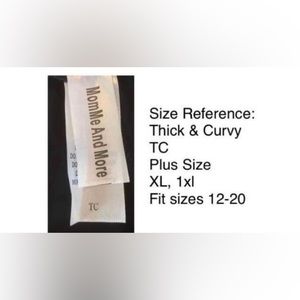 MomMe And More
TC
Size Reference:
Thick & Curvy
TC
Plus Size
XL, 1xl
Fit sizes 12-20